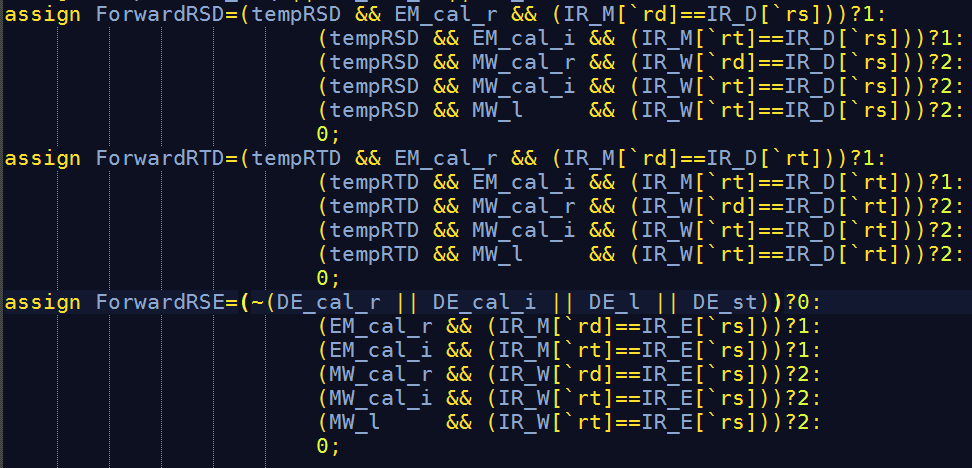 assign ForwardRSD=(tempRSD && EM_cal_r && (IR_M[`rd]==IR_D[`rs]))?1:
(tempRSD && EM_cal_i && (IR_M[`rt]==IR_D[`rs]))?1:
(tempRSD && MW_cal_r && (IR_W[`rd]==IR_D[`rs]))?2:
(tempRSD && MW_cal_i && (IR_W[`rt]==IR_D[`rs]))?2:
(tempRSD && MW_l     && (IR_W[`rt]==IR_D[`rs]))?2:
0;
assign ForwardRTD=(tempRTD && EM_cal_r && (IR_M[`rd]==IR_D[`rt]))?1:
(tempRTD && EM_cal_i && (IR_M[`rt]==IR_D[`rt]))?1:
(tempRTD && MW_cal_r && (IR_W[`rd]==IR_D[`rt]))?2:
(tempRTD && MW_cal_i && (IR_W[`rt]==IR_D[`rt]))?2:
(tempRTD && MW_l     && (IR_W[`rt]==IR_D[`rt]))?2:
0;
assign ForwardRSE=(~(DE_cal_r || DE_cal_i || DE_l || DE_st))?0:
(EM_cal_r && (IR_M[`rd]==IR_E[`rs]))?1:
(EM_cal_i && (IR_M[`rt]==IR_E[`rs]))?1:
(MW_cal_r && (IR_W[`rd]==IR_E[`rs]))?2:
(MW_cal_i && (IR_W[`rt]==IR_E[`rs]))?2:
(MW_l     && (IR_W[`rt]==IR_E[`rs]))?2:
0;